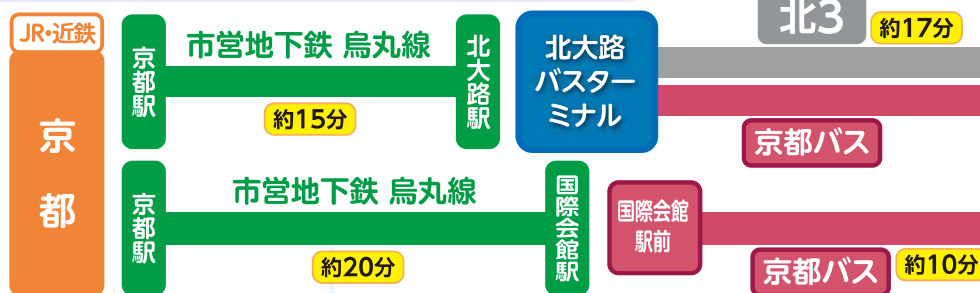 JR・近鉄
京都
京都駅
市営地下鉄 烏丸線
約15分
北大路駅
北大路
バスター
ミナル
北3
約17分
京都バス
京都駅
市営地下鉄 烏丸線
約20分
国際会館駅
国際会館
駅前
京都バス
約10分